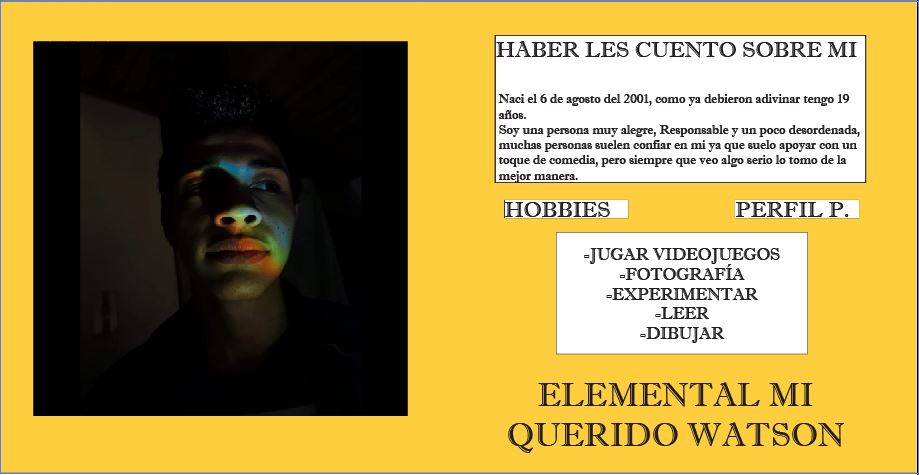 HABER LES CUENTO SOBRE MI
Naci el 6 de agosto del 2001, como ya debieron adivinar tengo 19
años.
Soy una persona muy alegre, Responsable y un poco desordenada,
muchas personas suelen confiar en mi ya que suelo apoyar con un
toque de comedia, pero siempre que veo algo serio lo tomo de la
mejor manera.
HOBBIES
PERFIL P.
-JUGAR VIDEOJUEGOS
-FOTOGRAFÍA
-EXPERIMENTAR
-LEER
-DIBUJAR
ELEMENTAL MI
QUERIDO WATSON